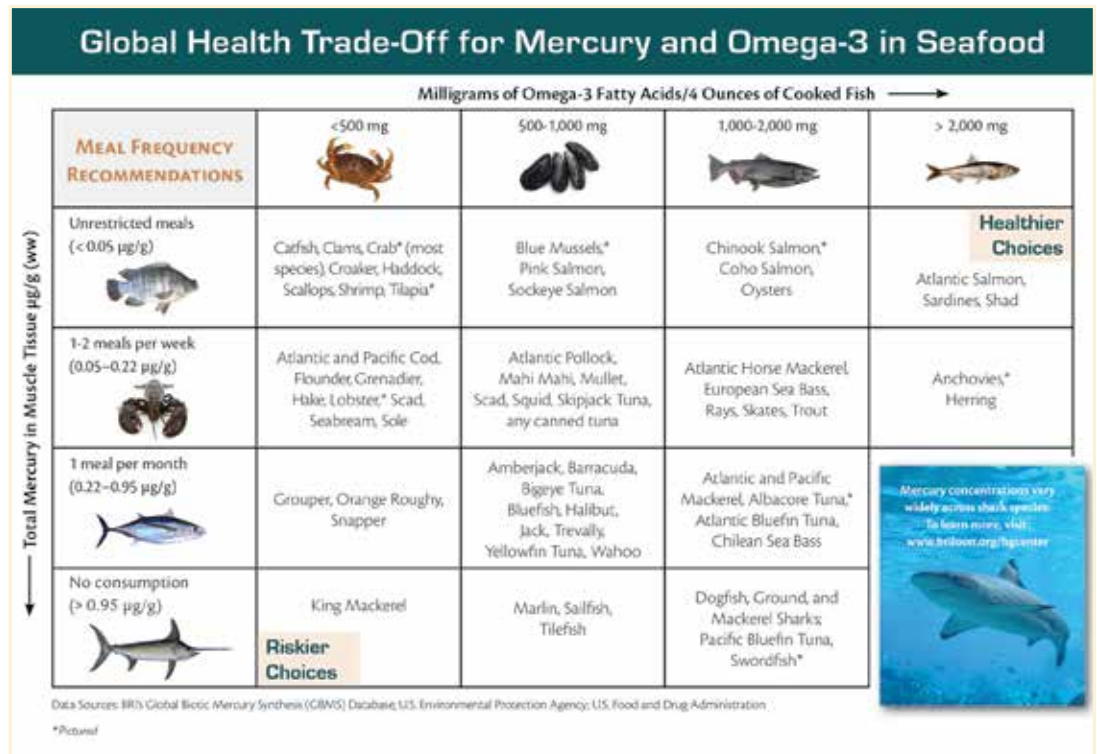 Global Health Trade-Off for Mercury and Omega-3 in Seafood
Milligrams of Omega-3 Fatty Acids/4 Ounces of Cooked Fish
MEAL FREQUENCY
RECOMMENDATIONS
<500 mg
500-1,000 mg
1,000-2,000 mg
> 2,000 mg
Total Mercury in Muscle Tissue µg/g (ww)
Unrestricted meals
(<0.05 µg/g)
Catfish, Clams, Crab* (most
species), Croaker, Haddock,
Scallops, Shrimp, Tilapia*
Blue Mussels,*
Pink Salmon,
Sockeye Salmon
Chinook Salmon,*
Coho Salmon,
Oysters
Healthier
Choices
Atlantic Salmon,
Sardines, Shad
1-2 meals per week
(0.05–0.22 µg/g)
Atlantic and Pacific Cod,
Flounder, Grenadier,
Hake, Lobster,* Scad,
Seabream, Sole
Atlantic Pollock,
Mahi Mahi, Mullet,
Scad, Squid, Skipjack Tuna,
any canned tuna
Atlantic Horse Mackerel,
European Sea Bass,
Rays, Skates, Trout
Anchovies,*
Herring
1 meal per month
(0.22–0.95 µg/g)
Grouper, Orange Roughy,
Snapper
Amberjack, Barracuda,
Bigeye Tuna,
Bluefish, Halibut,
Jack, Trevally,
Yellowfin Tuna, Wahoo
Atlantic and Pacific
Mackerel, Albacore Tuna,*
Atlantic Bluefin Tuna,
Chilean Sea Bass
Mercury concentrations vary
widely across shark species.
To learn more, visit:
www.briloon.org/hgcenter
No consumption
(> 0.95 µg/g)
King Mackerel
Riskier
Choices
Marlin, Sailfish,
Tilefish
Dogfish, Ground, and
Mackerel Sharks;
Pacific Bluefin Tuna,
Swordfish*
Data Sources: BRI's Global Biotic Mercury Synthesis (GBMS) Database; U.S. Environmental Protection Agency; U.S. Food and Drug Administration
*Pictured